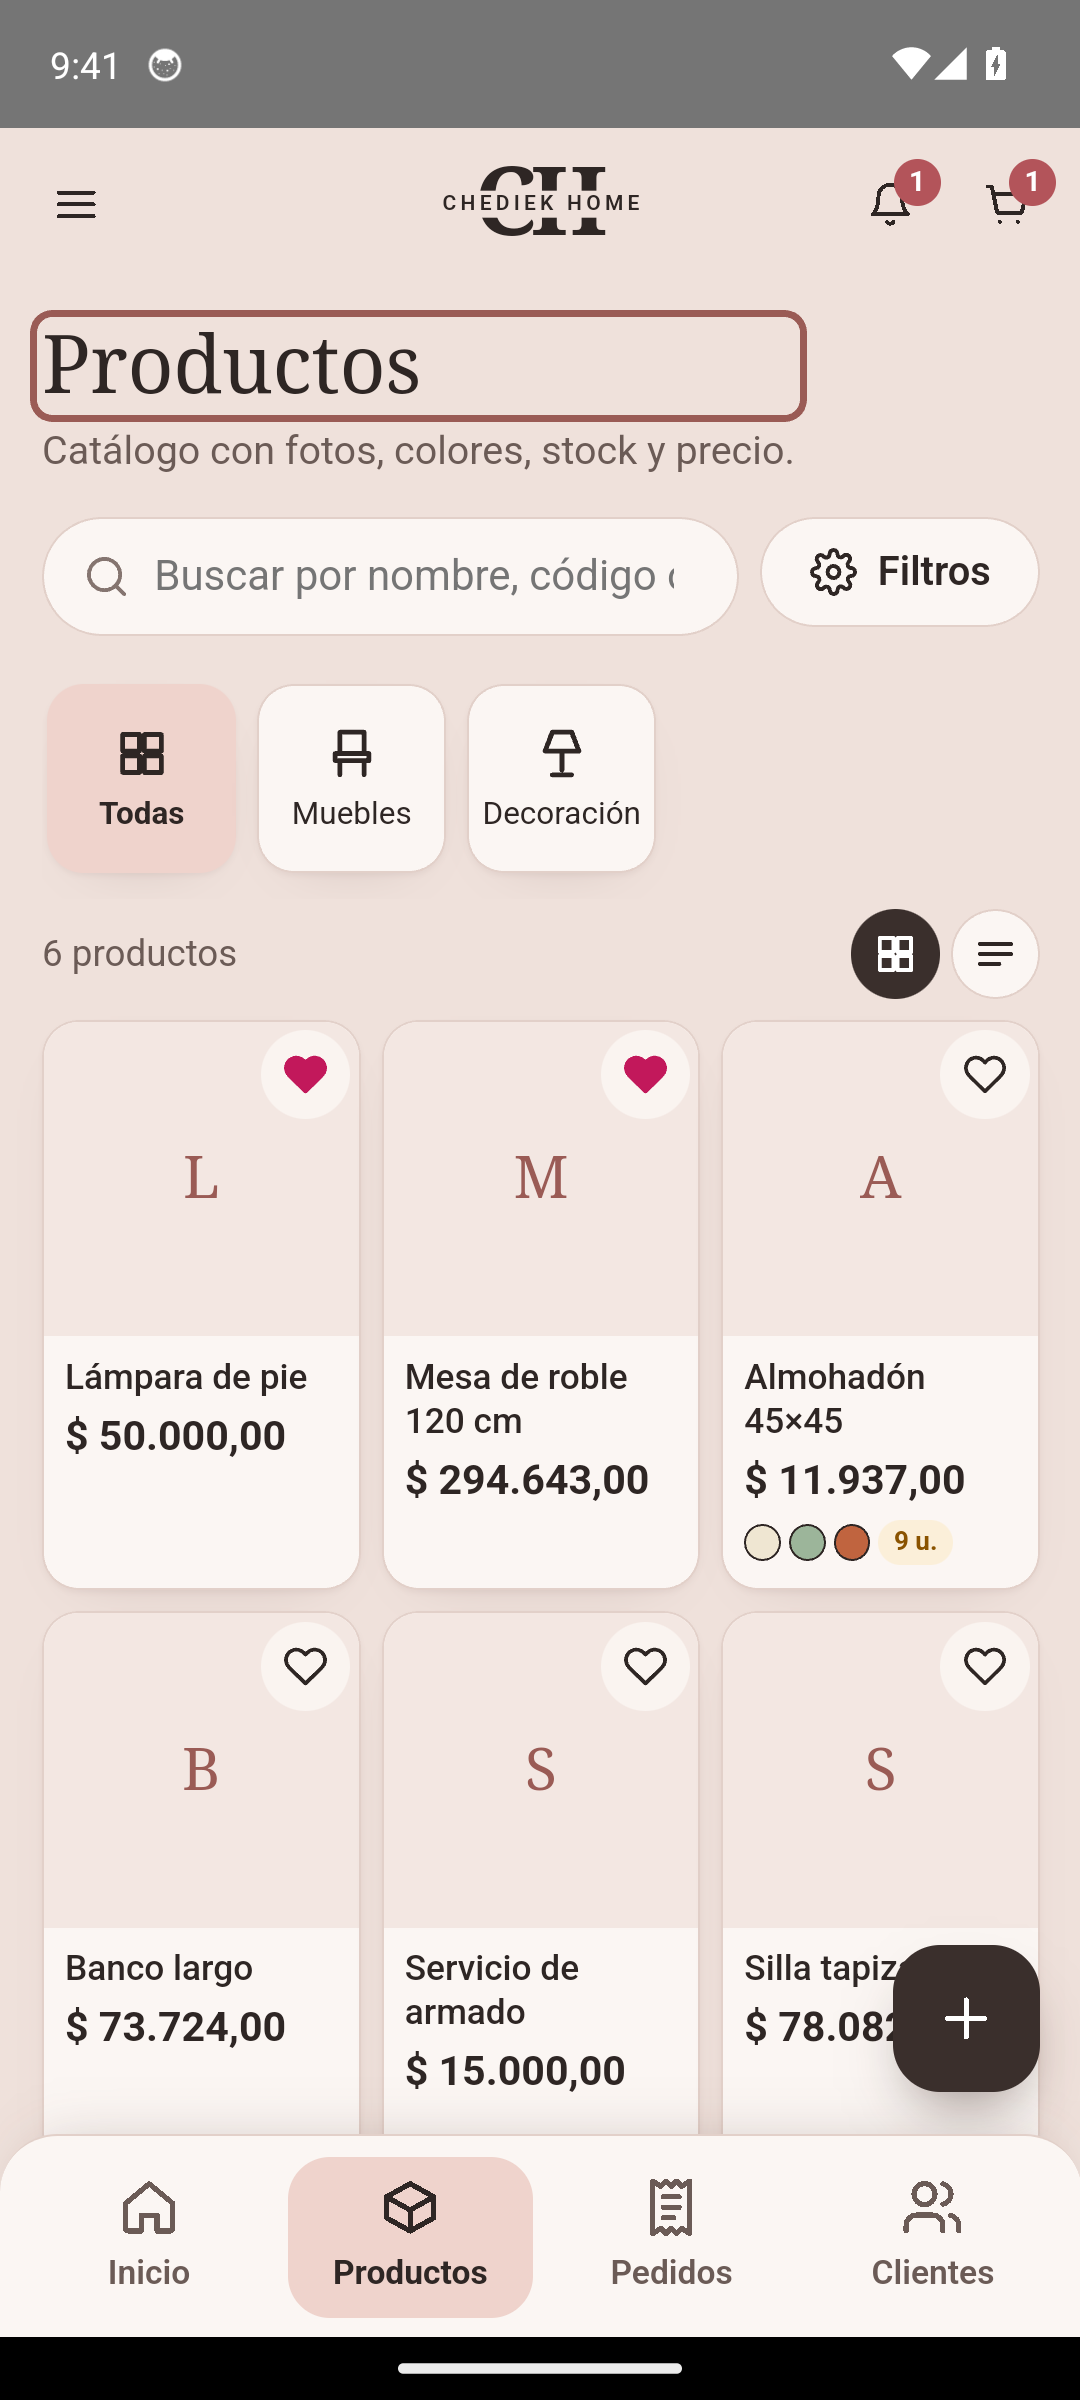 9:41
CH
CHEDIEK HOME
1
1
Productos
Catálogo con fotos, colores, stock y precio.
Buscar por nombre, código
Filtros
Todas
Muebles
Decoración
6 productos
L
M
A
Lámpara de pie
$ 50.000,00
Mesa de roble
120 cm
$ 294.643,00
Almohadón
45×45
$ 11.937,00
9 u.
B
S
S
Banco largo
$ 73.724,00
Servicio de
armado
$ 15.000,00
Silla
$ 78.082
Inicio
Productos
Pedidos
Clientes